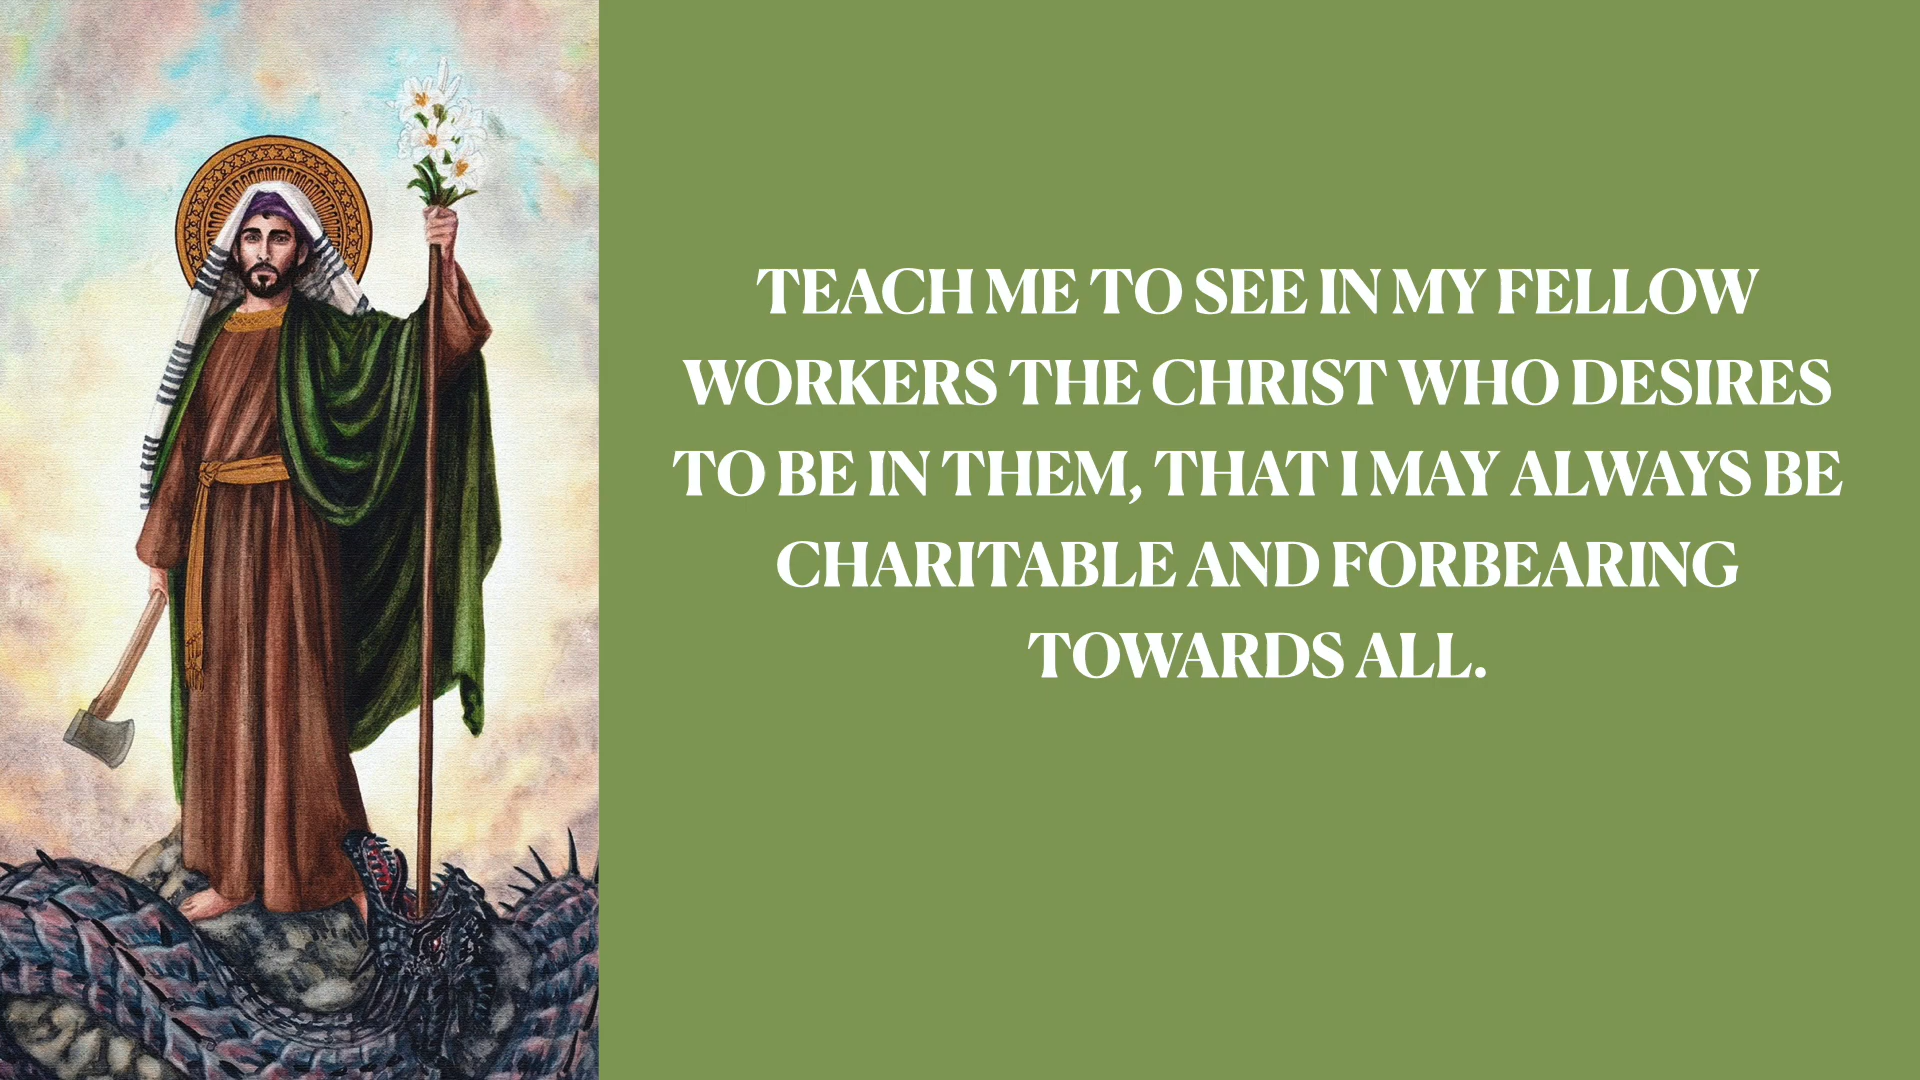 TEACH ME TO SEE IN MY FELLOW
WORKERS THE CHRIST WHO DESIRES
TO BE IN THEM, THAT I MAY ALWAYS BE
CHARITABLE AND FORBEARING
TOWARDS ALL.